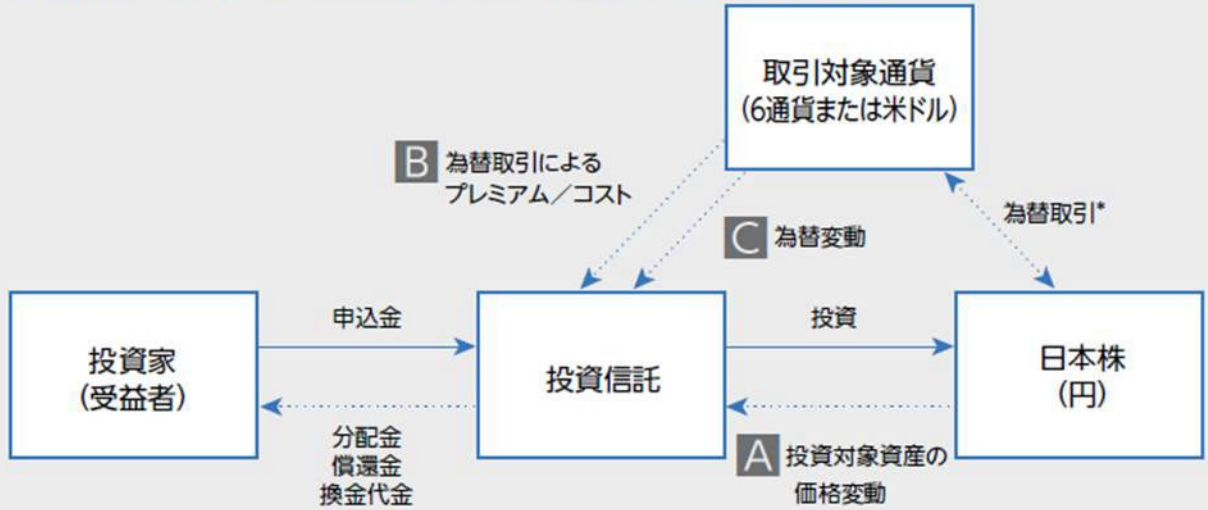 取引対象通貨
(6通貨または米ドル)
B 為替取引による
プレミアム／コスト
為替取引*
C 為替変動
申込金
投資
投資家
(受益者)
投資信託
日本株
(円)
分配金
償還金
換金代金
A 投資対象資産の
価格変動